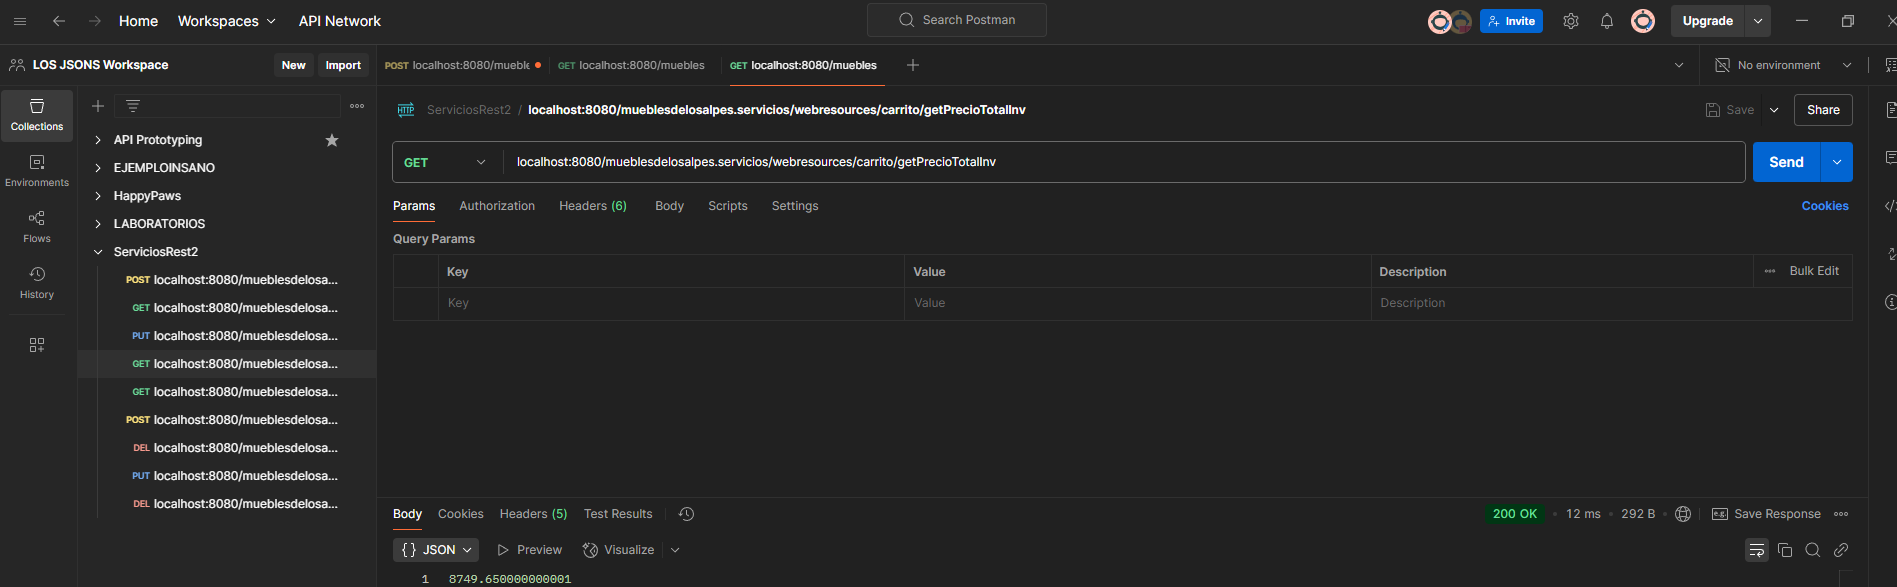 Home Workspaces API Network Search Postman Invite Upgrade
LOS JSONS Workspace New Import POST localhost:8080/mueble GET localhost:8080/muebles GET localhost:8080/muebles No environment
Collections
Environments
Flows
History
API Prototyping
EJEMPLOINSANO
HappyPaws
LABORATORIOS
ServiciosRest2
POST localhost:8080/mueblesdelosa...
GET localhost:8080/mueblesdelosa...
PUT localhost:8080/mueblesdelosa...
GET localhost:8080/mueblesdelosa...
GET localhost:8080/mueblesdelosa...
POST localhost:8080/mueblesdelosa...
DEL localhost:8080/mueblesdelosa...
PUT localhost:8080/mueblesdelosa...
DEL localhost:8080/mueblesdelosa...
HTTP ServiciosRest2 / localhost:8080/mueblesdelosalpes.servicios/webresources/carrito/getPrecioTotalInv Save Share
GET localhost:8080/mueblesdelosalpes.servicios/webresources/carrito/getPrecioTotalInv Send
Params Authorization Headers (6) Body Scripts Settings Cookies
Query Params
Key Value Description Bulk Edit
Key Value Description
Body Cookies Headers (5) Test Results 200 OK 12 ms 292 B e.g. Save Response
{} JSON Preview Visualize
1 8749.650000000001